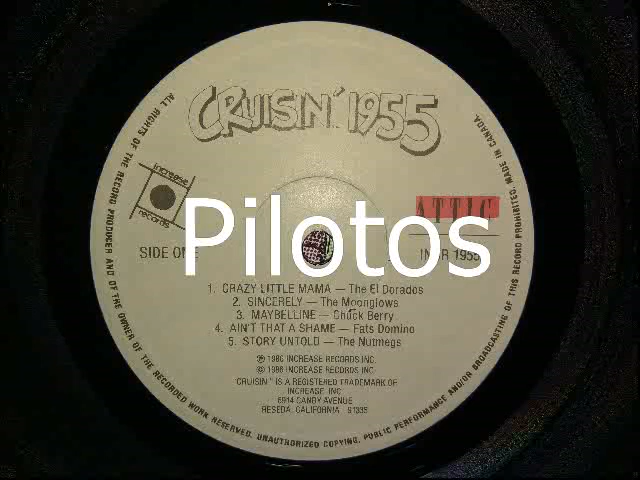 CRUISIN' 1955
increase
records
ATTIC
SIDE ONE
Pilotos
1. CRAZY LITTLE MAMA — The El Dorados
2. SINCERELY — The Moonglows
3. MAYBELLINE — Chuck Berry
4. AIN'T THAT A SHAME — Fats Domino
5. STORY UNTOLD — The Nutmegs
INCREASE RECORDS INC.
INCREASE RECORDS INC.
CRUISIN' IS A REGISTERED TRADEMARK OF
INCREASE INC.
6914 CANBY AVENUE
RESEDA, CALIFORNIA 91335
ALL RIGHTS OF THE RECORD PRODUCER AND OF THE OWNER OF THE RECORDED WORK RESERVED. UNAUTHORIZED COPYING, PUBLIC PERFORMANCE AND/OR BROADCASTING OF THIS RECORD PROHIBITED. MADE IN CANADA.